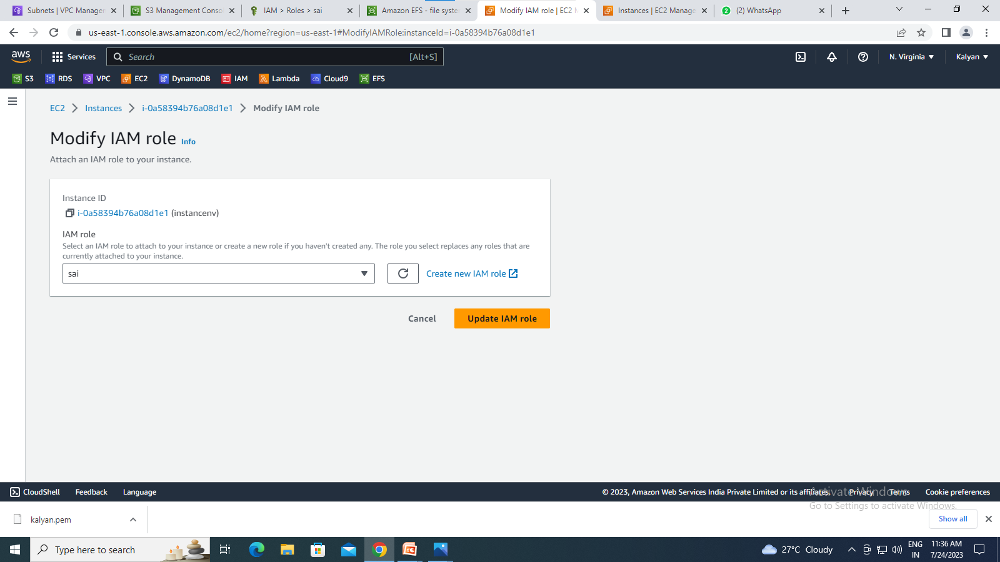 Subnets | VPC Manager
S3 Management Conso
IAM > Roles > sai
Amazon EFS - file syste
Modify IAM role | EC2 M
Instances | EC2 Manage
2 (2) WhatsApp
us-east-1.console.aws.amazon.com/ec2/home?region=us-east-1#ModifyIAMRole:instanceId=i-0a58394b76a08d1e1
aws Services Search [Alt+S] N. Virginia Kalyan
S3 RDS VPC EC2 DynamoDB IAM Lambda Cloud9 EFS
EC2 Instances i-0a58394b76a08d1e1 Modify IAM role
Modify IAM role Info
Attach an IAM role to your instance.
Instance ID
i-0a58394b76a08d1e1 (instancenv)
IAM role
Select an IAM role to attach to your instance or create a new role if you haven't created any. The role you select replaces any roles that are
currently attached to your instance.
sai Create new IAM role
Cancel Update IAM role
CloudShell Feedback Language © 2023, Amazon Web Services India Private Limited or its affiliates. Privacy Terms Cookie preferences
Activate Windows
Go to Settings to activate Windows.
kalyan.pem Show all
Type here to search 27°C Cloudy
ENG
IN
11:36 AM
7/24/2023